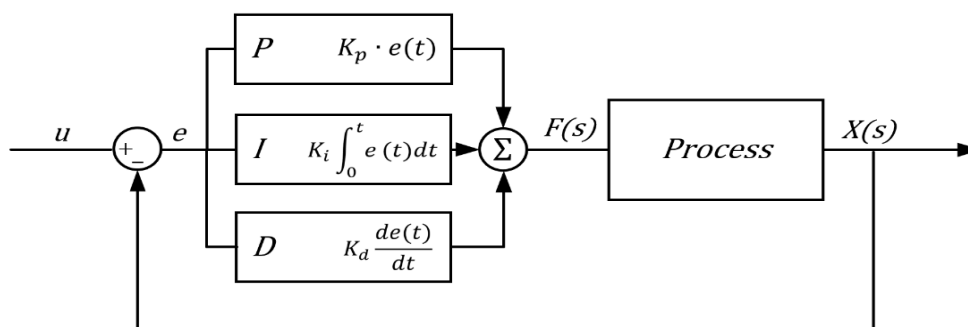 P K_p · e(t)
u + − e I K_i ∫_0^t e (t)dt Σ F(s) Process X(s)
D K_d de(t)/dt